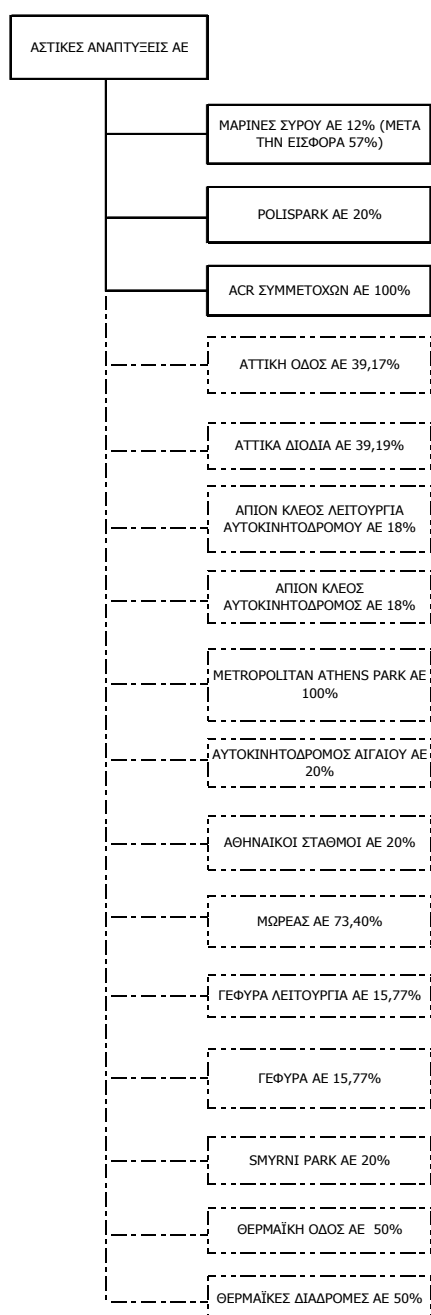 ΑΣΤΙΚΕΣ ΑΝΑΠΤΥΞΕΙΣ ΑΕ
ΜΑΡΙΝΕΣ ΣΥΡΟΥ ΑΕ 12% (ΜΕΤΑ
ΤΗΝ ΕΙΣΦΟΡΑ 57%)
POLISPARK ΑΕ 20%
ACR ΣΥΜΜΕΤΟΧΩΝ ΑΕ 100%
ΑΤΤΙΚΗ ΟΔΟΣ ΑΕ 39,17%
ΑΤΤΙΚΑ ΔΙΟΔΙΑ ΑΕ 39,19%
ΑΠΙΟΝ ΚΛΕΟΣ ΛΕΙΤΟΥΡΓΙΑ
ΑΥΤΟΚΙΝΗΤΟΔΡΟΜΟΥ ΑΕ 18%
ΑΠΙΟΝ ΚΛΕΟΣ
ΑΥΤΟΚΙΝΗΤΟΔΡΟΜΟΣ ΑΕ 18%
METROPOLITAN ATHENS PARK ΑΕ
100%
ΑΥΤΟΚΙΝΗΤΟΔΡΟΜΟΣ ΑΙΓΑΙΟΥ ΑΕ
20%
ΑΘΗΝΑΙΚΟΙ ΣΤΑΘΜΟΙ ΑΕ 20%
ΜΩΡΕΑΣ ΑΕ 73,40%
ΓΕΦΥΡΑ ΛΕΙΤΟΥΡΓΙΑ ΑΕ 15,77%
ΓΕΦΥΡΑ ΑΕ 15,77%
SMYRNI PARK ΑΕ 20%
ΘΕΡΜΑΪΚΗ ΟΔΟΣ ΑΕ 50%
ΘΕΡΜΑΪΚΕΣ ΔΙΑΔΡΟΜΕΣ ΑΕ 50%